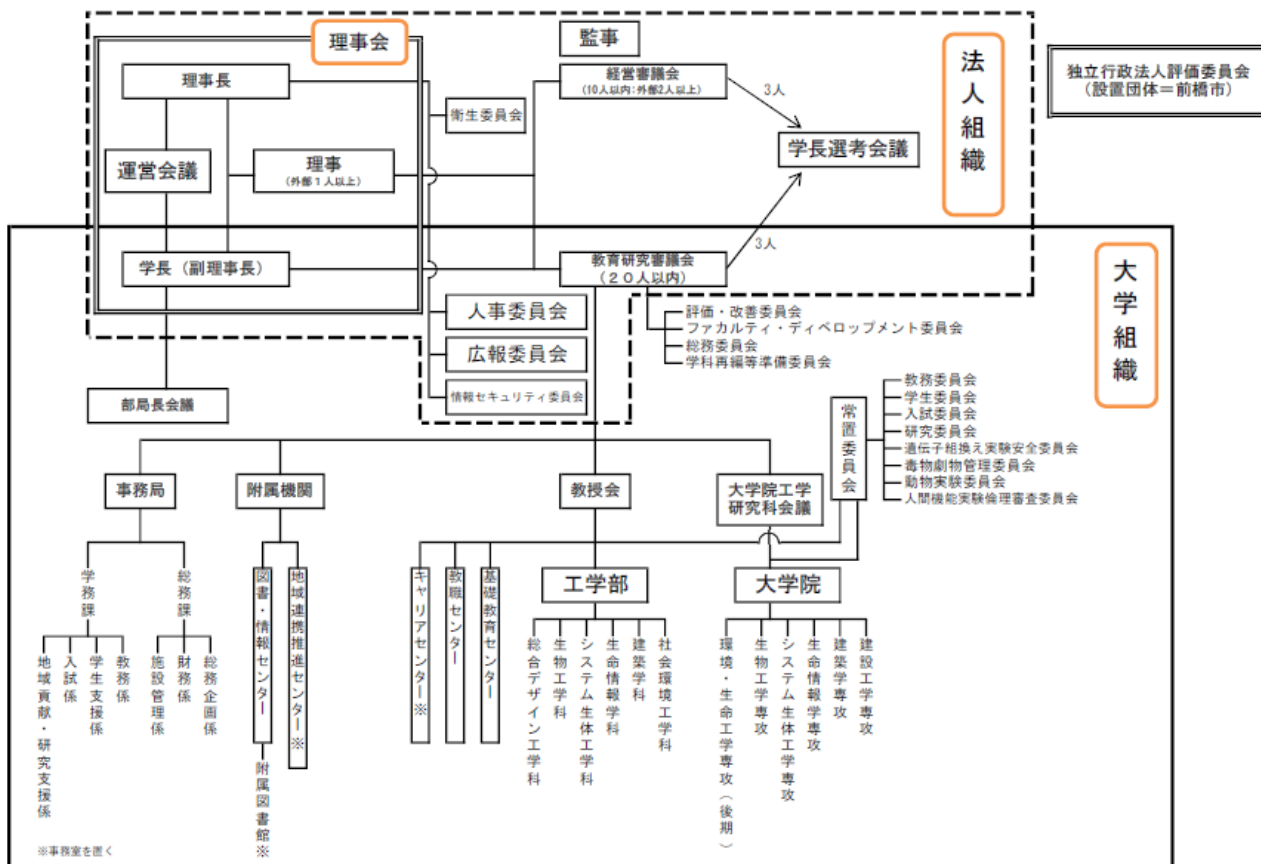 理事会
監事
法人組織
独立行政法人評価委員会
（設置団体＝前橋市）
理事長
経営審議会
（10人以内：外部2人以上）
3人
衛生委員会
学長選考会議
運営会議
理事
（外部１人以上）
3人
学長（副理事長）
教育研究審議会
（２０人以内）
大学組織
人事委員会
広報委員会
情報セキュリティ委員会
評価・改善委員会
ファカルティ・ディベロップメント委員会
総務委員会
学科再編等準備委員会
部局長会議
常置委員会
教務委員会
学生委員会
入試委員会
研究委員会
遺伝子組換え実験安全委員会
毒物劇物管理委員会
動物実験委員会
人間機能実験倫理審査委員会
事務局
附属機関
教授会
大学院工学
研究科会議
学務課
総務課
図書・情報センター
地域連携推進センター※
キャリアセンター※
教職センター
基礎教育センター
工学部
大学院
地域貢献・研究支援係
入試係
学生支援係
教務係
施設管理係
財務係
総務企画係
附属図書館※
総合デザイン工学科
生物工学科
システム生体工学科
生命情報学科
建築学科
社会環境工学科
環境・生命工学専攻（後期）
生物工学専攻
システム生体工学専攻
生命情報学専攻
建築学専攻
建設工学専攻
※事務室を置く